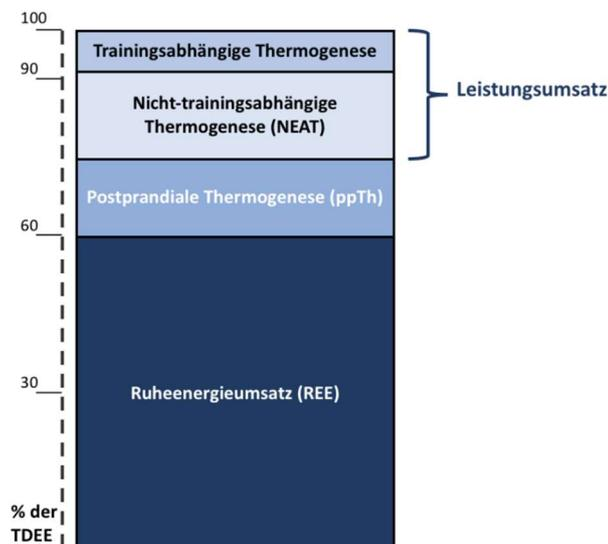 100
Trainingsabhängige Thermogenese
90
Leistungsumsatz
Nicht-trainingsabhängige
Thermogenese (NEAT)
Postprandiale Thermogenese (ppTh)
60
30
Ruheenergieumsatz (REE)
% der
TDEE